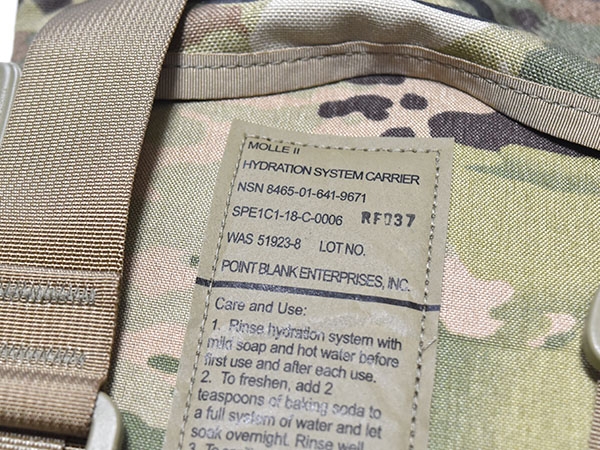 MOLLE II
HYDRATION SYSTEM CARRIER
NSN 8465-01-641-9671
SPE1C1-18-C-0006 RF037
WAS 51923-8 LOT NO.
POINT BLANK ENTERPRISES, INC.
Care and Use:
1. Rinse hydration system with
mild soap and hot water before
first use and after each use.
2. To freshen, add 2
teaspoons of baking soda to
a full system of water and let
soak overnight. Rinse well
3. To